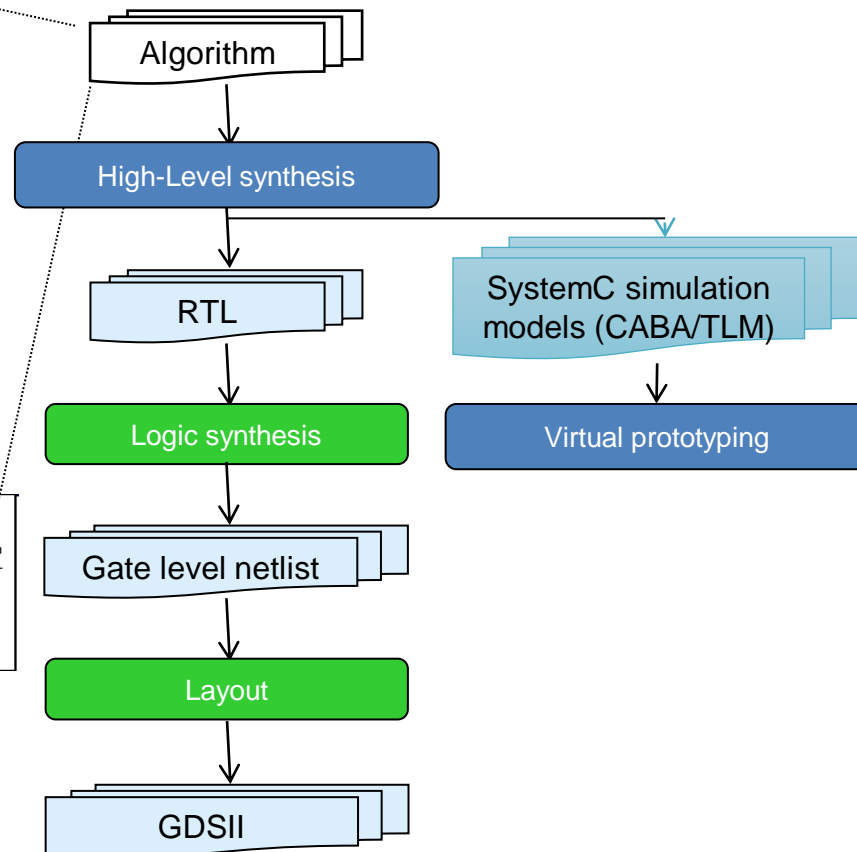 Algorithm
High-Level synthesis
RTL
SystemC simulation
models (CABA/TLM)
Logic synthesis
Virtual prototyping
Gate level netlist
Layout
GDSII